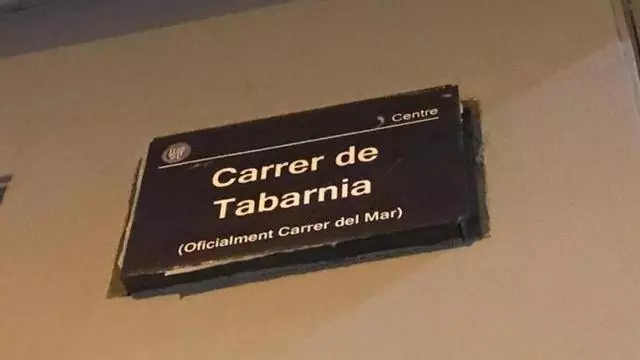 Centre
Carrer de
Tabarnia
(Oficialment Carrer del Mar)